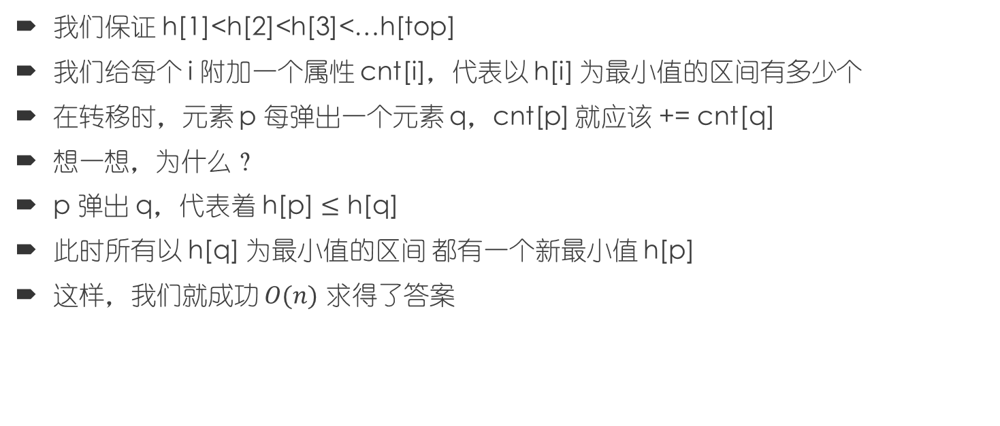 我们保证 h[1]<h[2]<h[3]<…h[top]
我们给每个 i 附加一个属性 cnt[i]，代表以 h[i] 为最小值的区间有多少个
在转移时，元素 p 每弹出一个元素 q，cnt[p] 就应该 += cnt[q]
想一想，为什么？
p 弹出 q，代表着 h[p] ≤ h[q]
此时所有以 h[q] 为最小值的区间 都有一个新最小值 h[p]
这样，我们就成功 O(n) 求得了答案